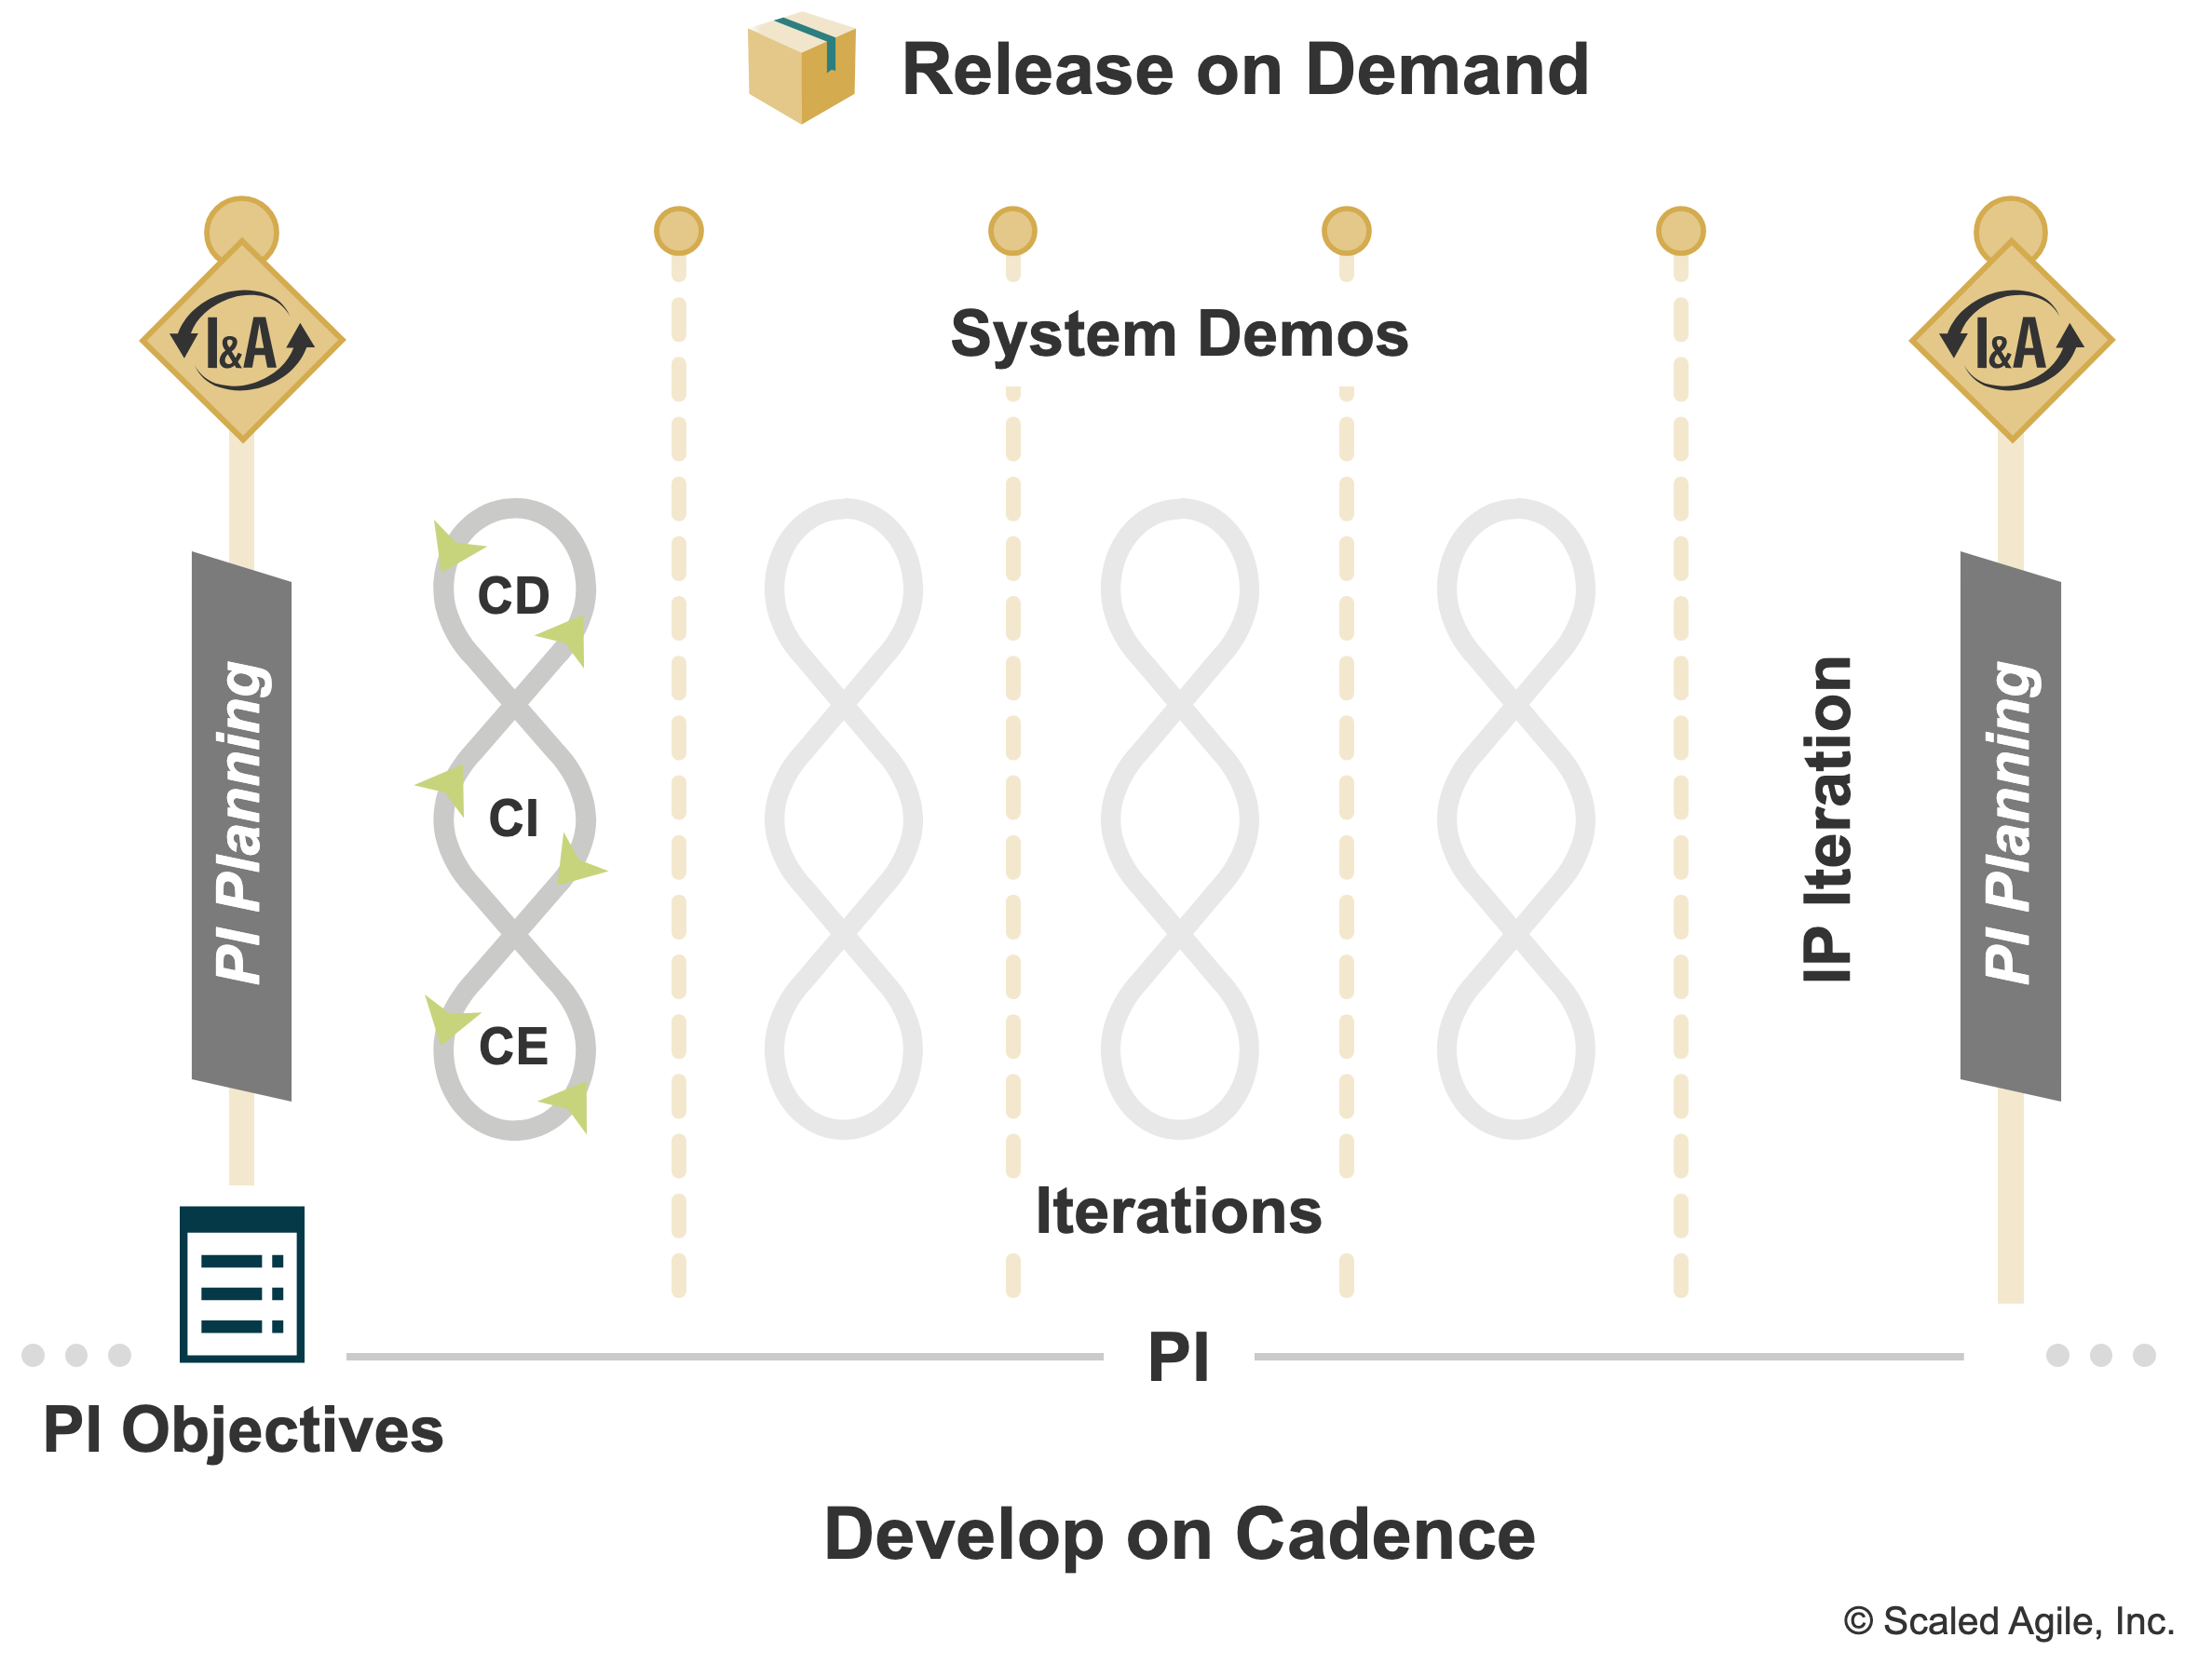 Release on Demand
I&A
I&A
System Demos
CD
CI
CE
PI Planning
IP Iteration
PI Planning
Iterations
PI
PI Objectives
Develop on Cadence
© Scaled Agile, Inc.